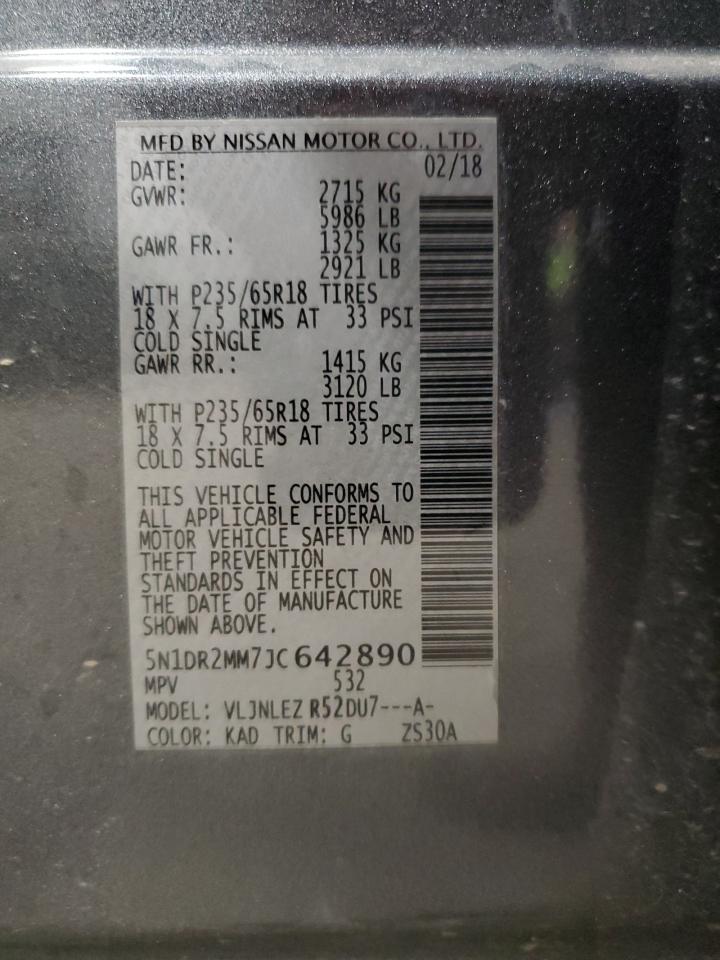 MFD BY NISSAN MOTOR CO., LTD.
DATE: 02/18
GVWR: 2715 KG
5986 LB
GAWR FR.: 1325 KG
2921 LB
WITH P235/65R18 TIRES
18 X 7.5 RIMS AT 33 PSI
COLD SINGLE
GAWR RR.: 1415 KG
3120 LB
WITH P235/65R18 TIRES
18 X 7.5 RIMS AT 33 PSI
COLD SINGLE
THIS VEHICLE CONFORMS TO
ALL APPLICABLE FEDERAL
MOTOR VEHICLE SAFETY AND
THEFT PREVENTION
STANDARDS IN EFFECT ON
THE DATE OF MANUFACTURE
SHOWN ABOVE.
5N1DR2MM7JC642890
MPV 532
MODEL: VLJNLEZ R52DU7---A-
COLOR: KAD TRIM: G ZS30A